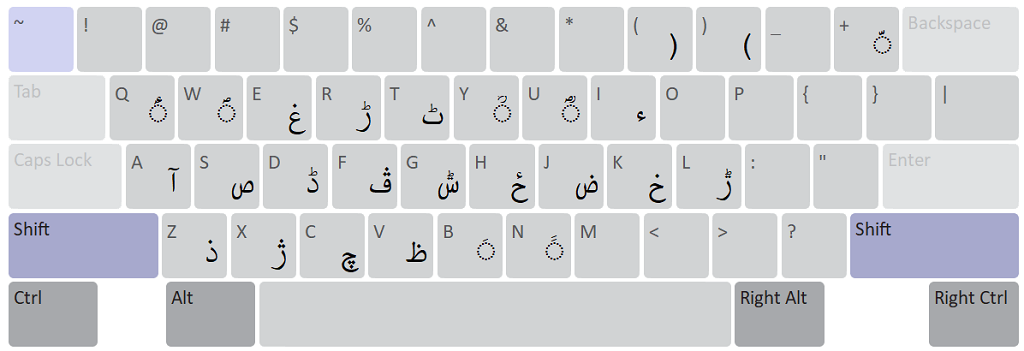 ~ ! @ # $ % ^ & * ( ) ) ( _ + Backspace
Tab Q W E غ R ڑ T ٹ Y U I ء O P { } |
Caps Lock A آ S ص D ڈ F ڤ G H ځ J ض K خ L : " Enter
Shift Z ذ X ژ C چ V ظ B N M < > ? Shift
Ctrl Alt Right Alt Right Ctrl